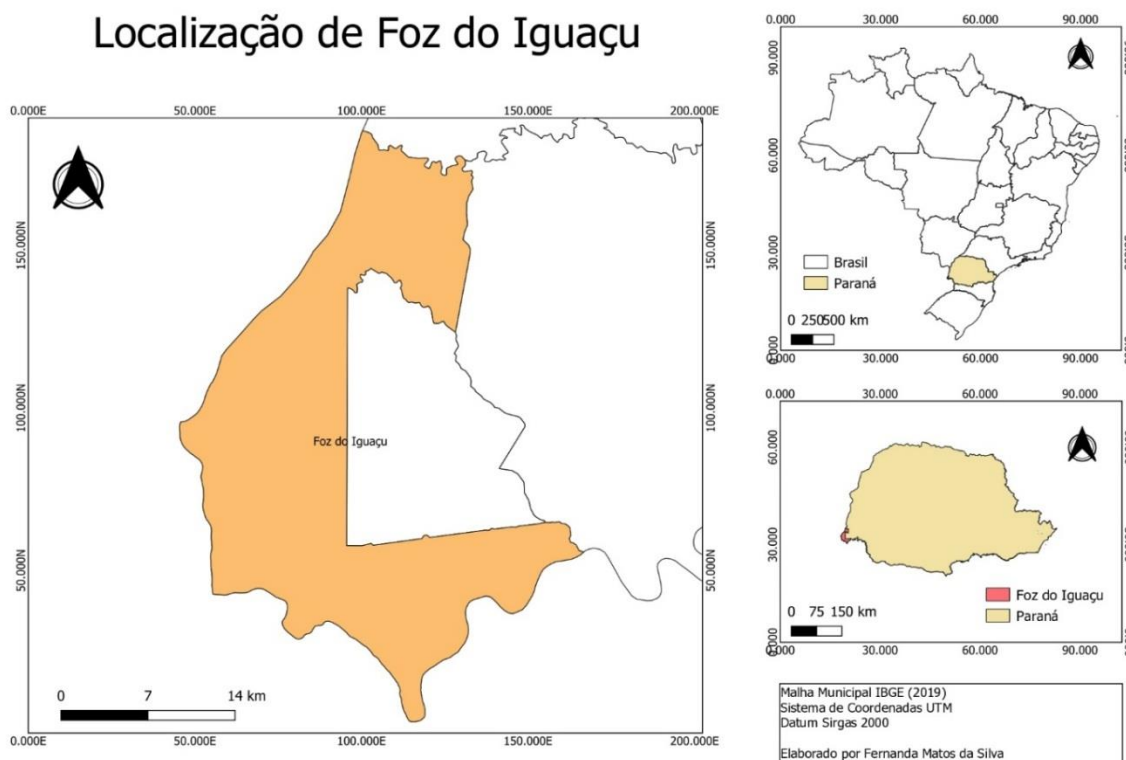 Localização de Foz do Iguaçu
0.000E 50.000E 100.000E 150.000E 200.000E
150.000N
100.000N
50.000N
150.000N
100.000N
50.000N
Foz do Iguaçu
0 7 14 km
0.000E 50.000E 100.000E 150.000E 200.000E
0.000 30.000 60.000 90.000
90.000
60.000
30.000
0.000
Brasil
Paraná
0 250500 km
0.000 30.000 60.000 90.000
0.000 30.000 60.000 90.000
60.000
30.000
0.000
Foz do Iguaçu
Paraná
0 75 150 km
0.000 30.000 60.000 90.000
Malha Municipal IBGE (2019)
Sistema de Coordenadas UTM
Datum Sirgas 2000
Elaborado por Fernanda Matos da Silva